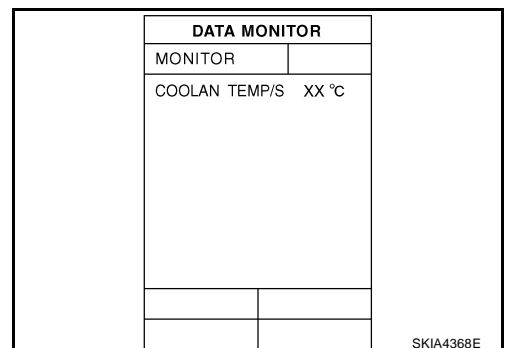 DATA MONITOR
MONITOR
COOLAN TEMP/S XX °C
SKIA4368E